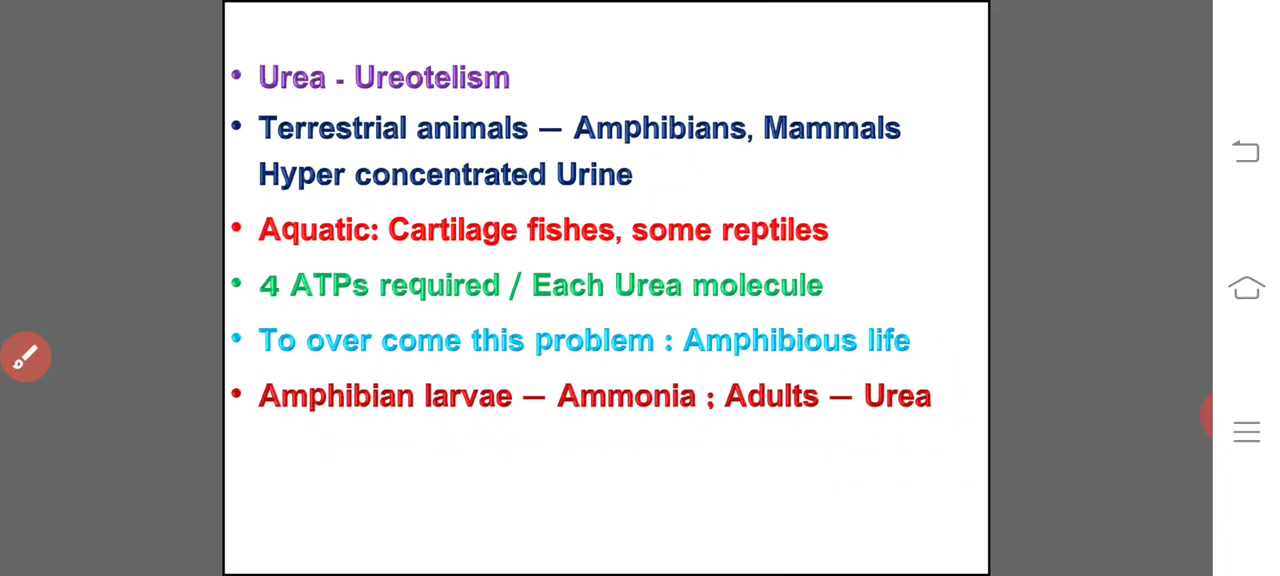 • Urea - Ureotelism
• Terrestrial animals – Amphibians, Mammals
Hyper concentrated Urine
• Aquatic: Cartilage fishes, some reptiles
• 4 ATPs required / Each Urea molecule
• To over come this problem : Amphibious life
• Amphibian larvae – Ammonia ; Adults – Urea